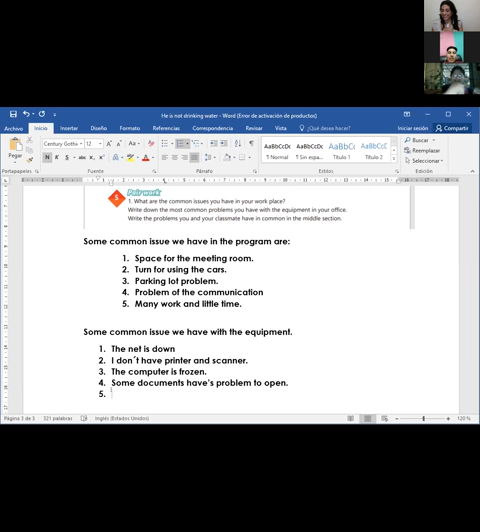 He is not drinking water - Word (Error de activación de productos)
Archivo Inicio Insertar Diseño Formato Referencias Correspondencia Revisar Vista ¿Qué desea hacer? Iniciar sesión Compartir
Pegar
Century Gothi 12
N K S abc x₂ x²
AaBbCcDc AaBbCcDc AaBbCc AaBbCc
¶ Normal ¶ Sin espa... Título 1 Título 2
Buscar
Reemplazar
Seleccionar
Portapapeles Fuente Párrafo Estilos Edición
5 Pairwork
1. What are the common issues you have in your work place?
Write down the most common problems you have with the equipment in your office.
Write the problems you and your classmate have in common in the middle section.
Some common issue we have in the program are:
1. Space for the meeting room.
2. Turn for using the cars.
3. Parking lot problem.
4. Problem of the communication
5. Many work and little time.
Some common issue we have with the equipment.
1. The net is down
2. I don´t have printer and scanner.
3. The computer is frozen.
4. Some documents have's problem to open.
5.
Página 3 de 3 321 palabras Inglés (Estados Unidos) 120 %